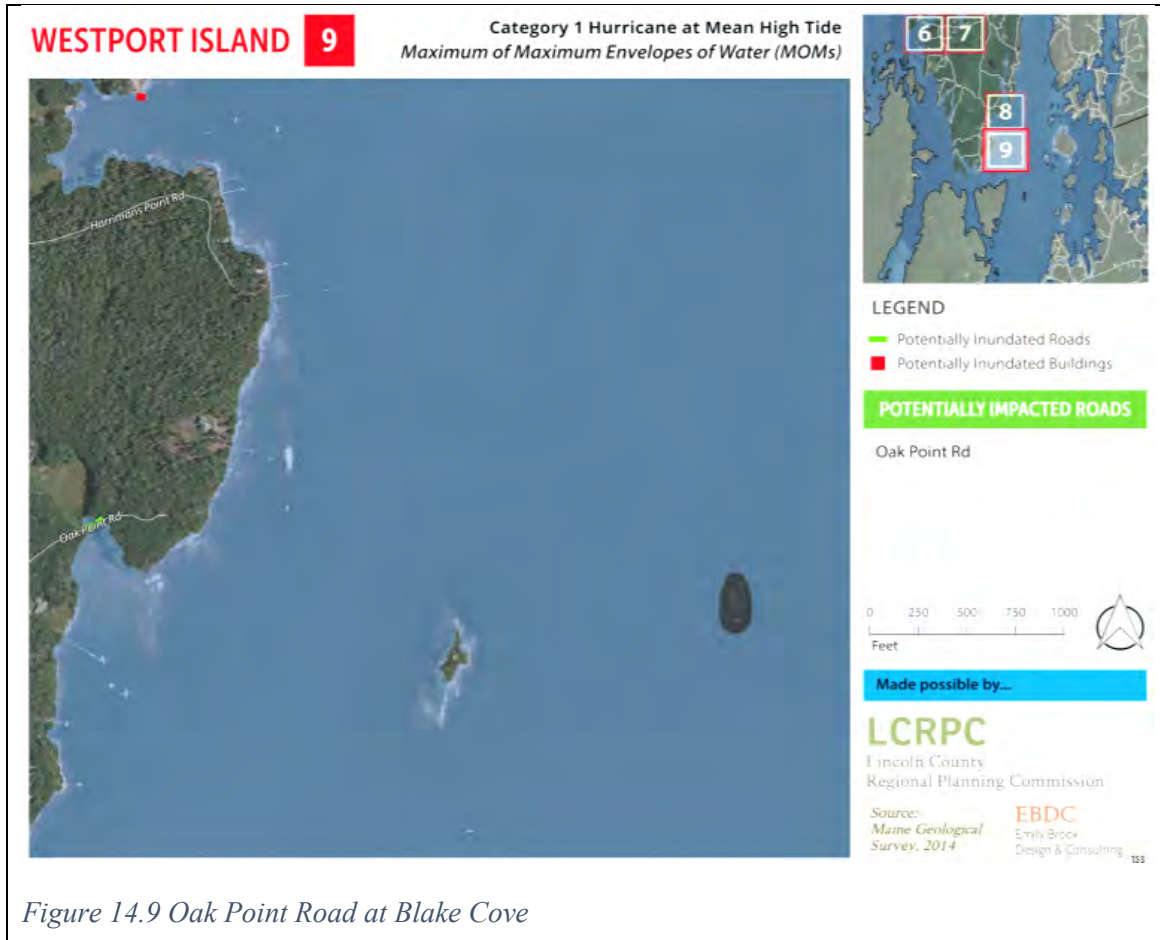 WESTPORT ISLAND 9
Category 1 Hurricane at Mean High Tide
Maximum of Maximum Envelopes of Water (MOMs)
6 7
8
9
Harrimans Point Rd
Oak Point Rd
LEGEND
Potentially Inundated Roads
Potentially Inundated Buildings
POTENTIALLY IMPACTED ROADS
Oak Point Rd
0 250 500 750 1000
Feet
Made possible by...
LCRPC
Lincoln County
Regional Planning Commission
Source:
Maine Geological
Survey, 2014
EBDC
Emily Brook
Design & Consulting
133
Figure 14.9 Oak Point Road at Blake Cove